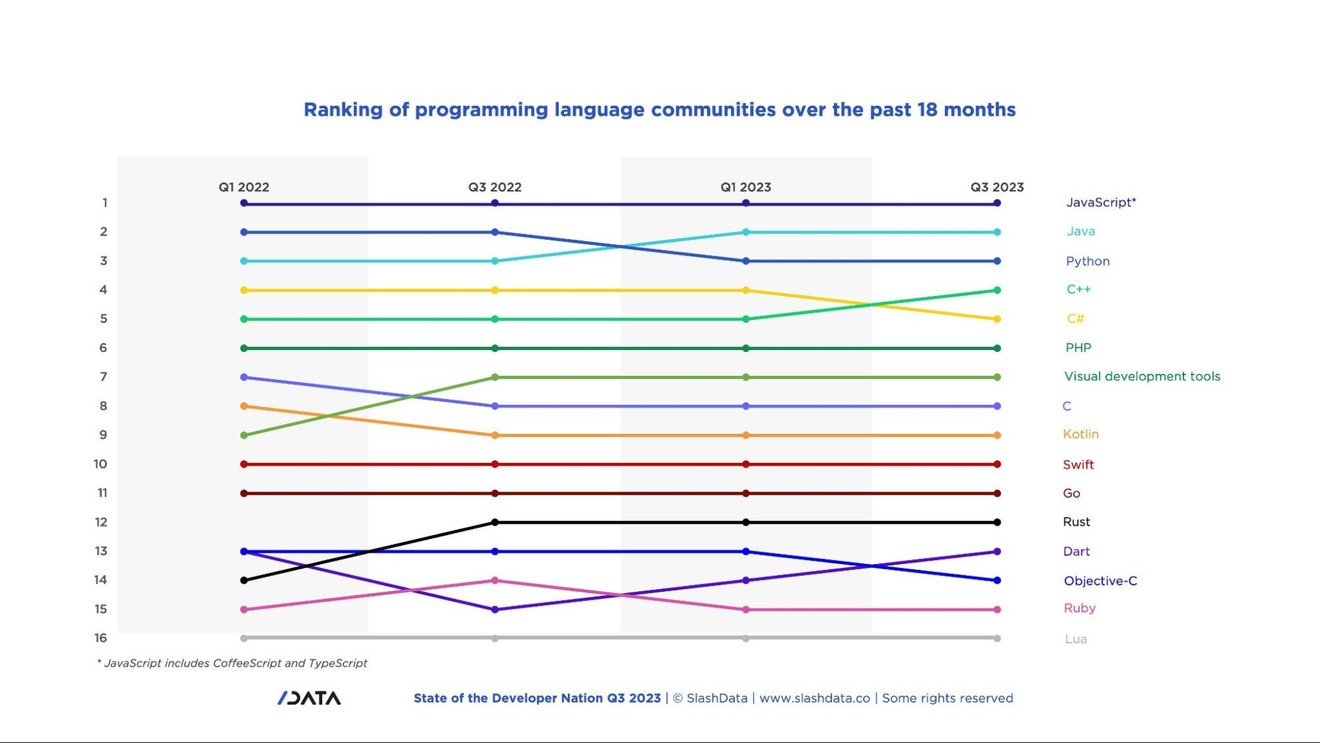 Ranking of programming language communities over the past 18 months
Q1 2022 Q3 2022 Q1 2023 Q3 2023
1 JavaScript*
2 Java
3 Python
4 C++
5 C#
6 PHP
7 Visual development tools
8 C
9 Kotlin
10 Swift
11 Go
12 Rust
13 Dart
14 Objective-C
15 Ruby
16 Lua
* JavaScript includes CoffeeScript and TypeScript
/DATA State of the Developer Nation Q3 2023 | © SlashData | www.slashdata.co | Some rights reserved